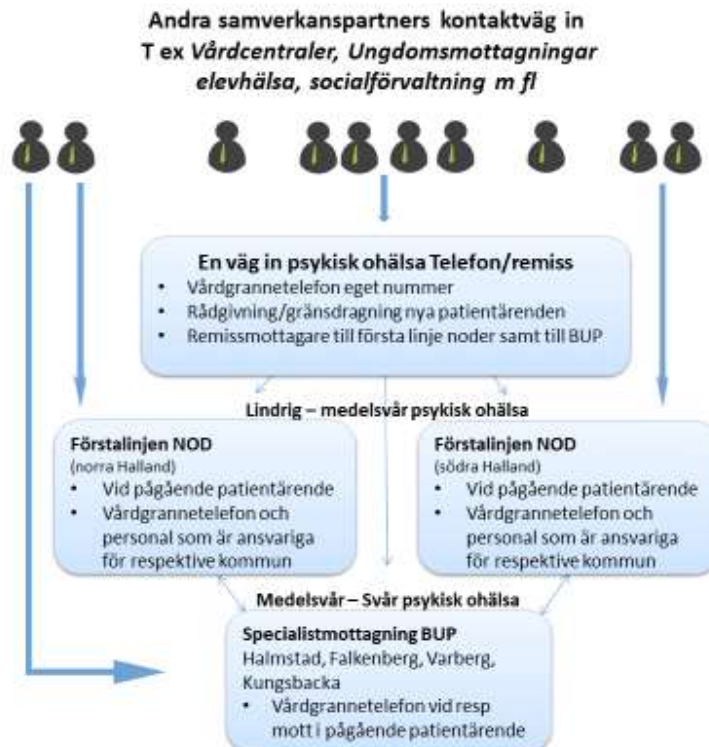 Andra samverkanspartners kontaktväg in
T ex Vårdcentraler, Ungdomsmottagningar
elevhälsa, socialförvaltning m fl
En väg in psykisk ohälsa Telefon/remiss
• Vårdgrannetelefon eget nummer
• Rådgivning/gränsdragning nya patientärenden
• Remissmottagare till första linje noder samt till BUP
Lindrig – medelsvår psykisk ohälsa
Förstalinjen NOD
(norra Halland)
• Vid pågående patientärende
• Vårdgrannetelefon och
personal som är ansvariga
för respektive kommun
Förstalinjen NOD
(södra Halland)
• Vid pågående patientärende
• Vårdgrannetelefon och
personal som är ansvariga
för respektive kommun
Medelsvår – Svår psykisk ohälsa
Specialistmottagning BUP
Halmstad, Falkenberg, Varberg,
Kungsbacka
• Vårdgrannetelefon vid resp
mott i pågående patientärende